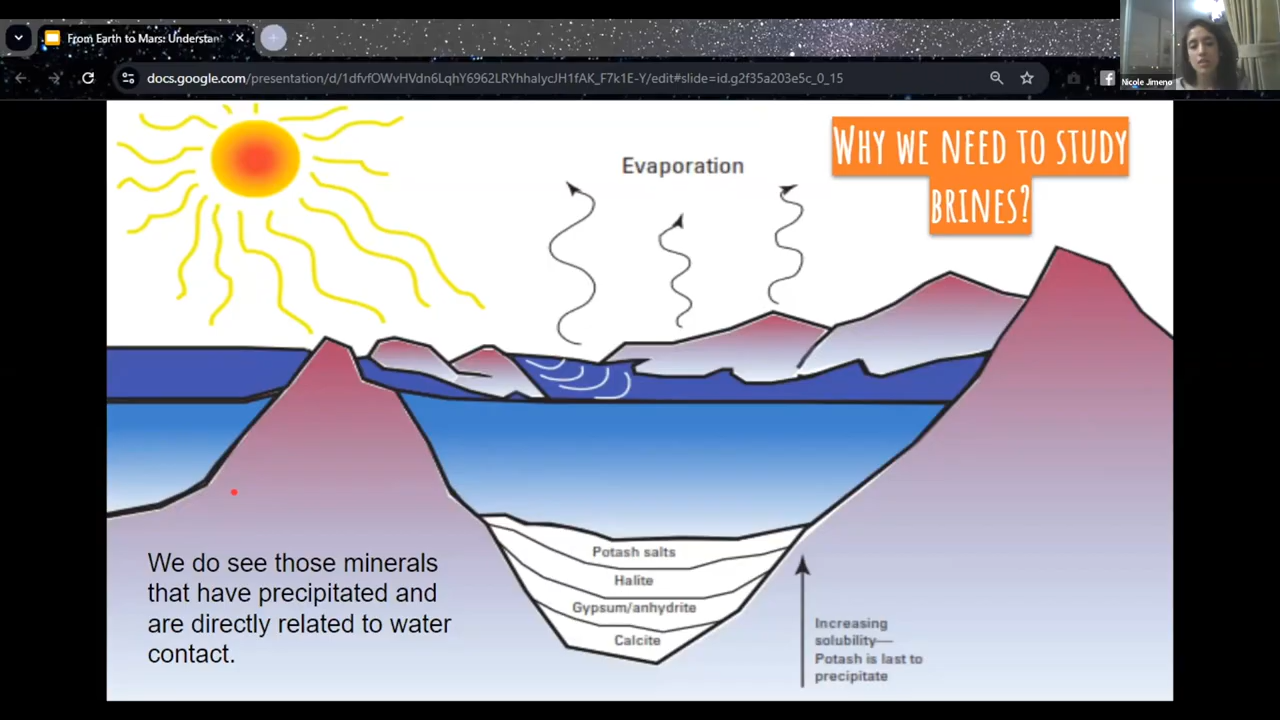 From Earth to Mars: Understan
docs.google.com/presentation/d/1dfvfOWvHVdn6LqhY6962LRYhhalycJH1fAK_F7k1E-Y/edit#slide=id.g2f35a203e5c_0_15
Nicole Jimeno
WHY WE NEED TO STUDY
BRINES?
Evaporation
Potash salts
Halite
Gypsum/anhydrite
Calcite
Increasing
solubility—
Potash is last to
precipitate
We do see those minerals
that have precipitated and
are directly related to water
contact.